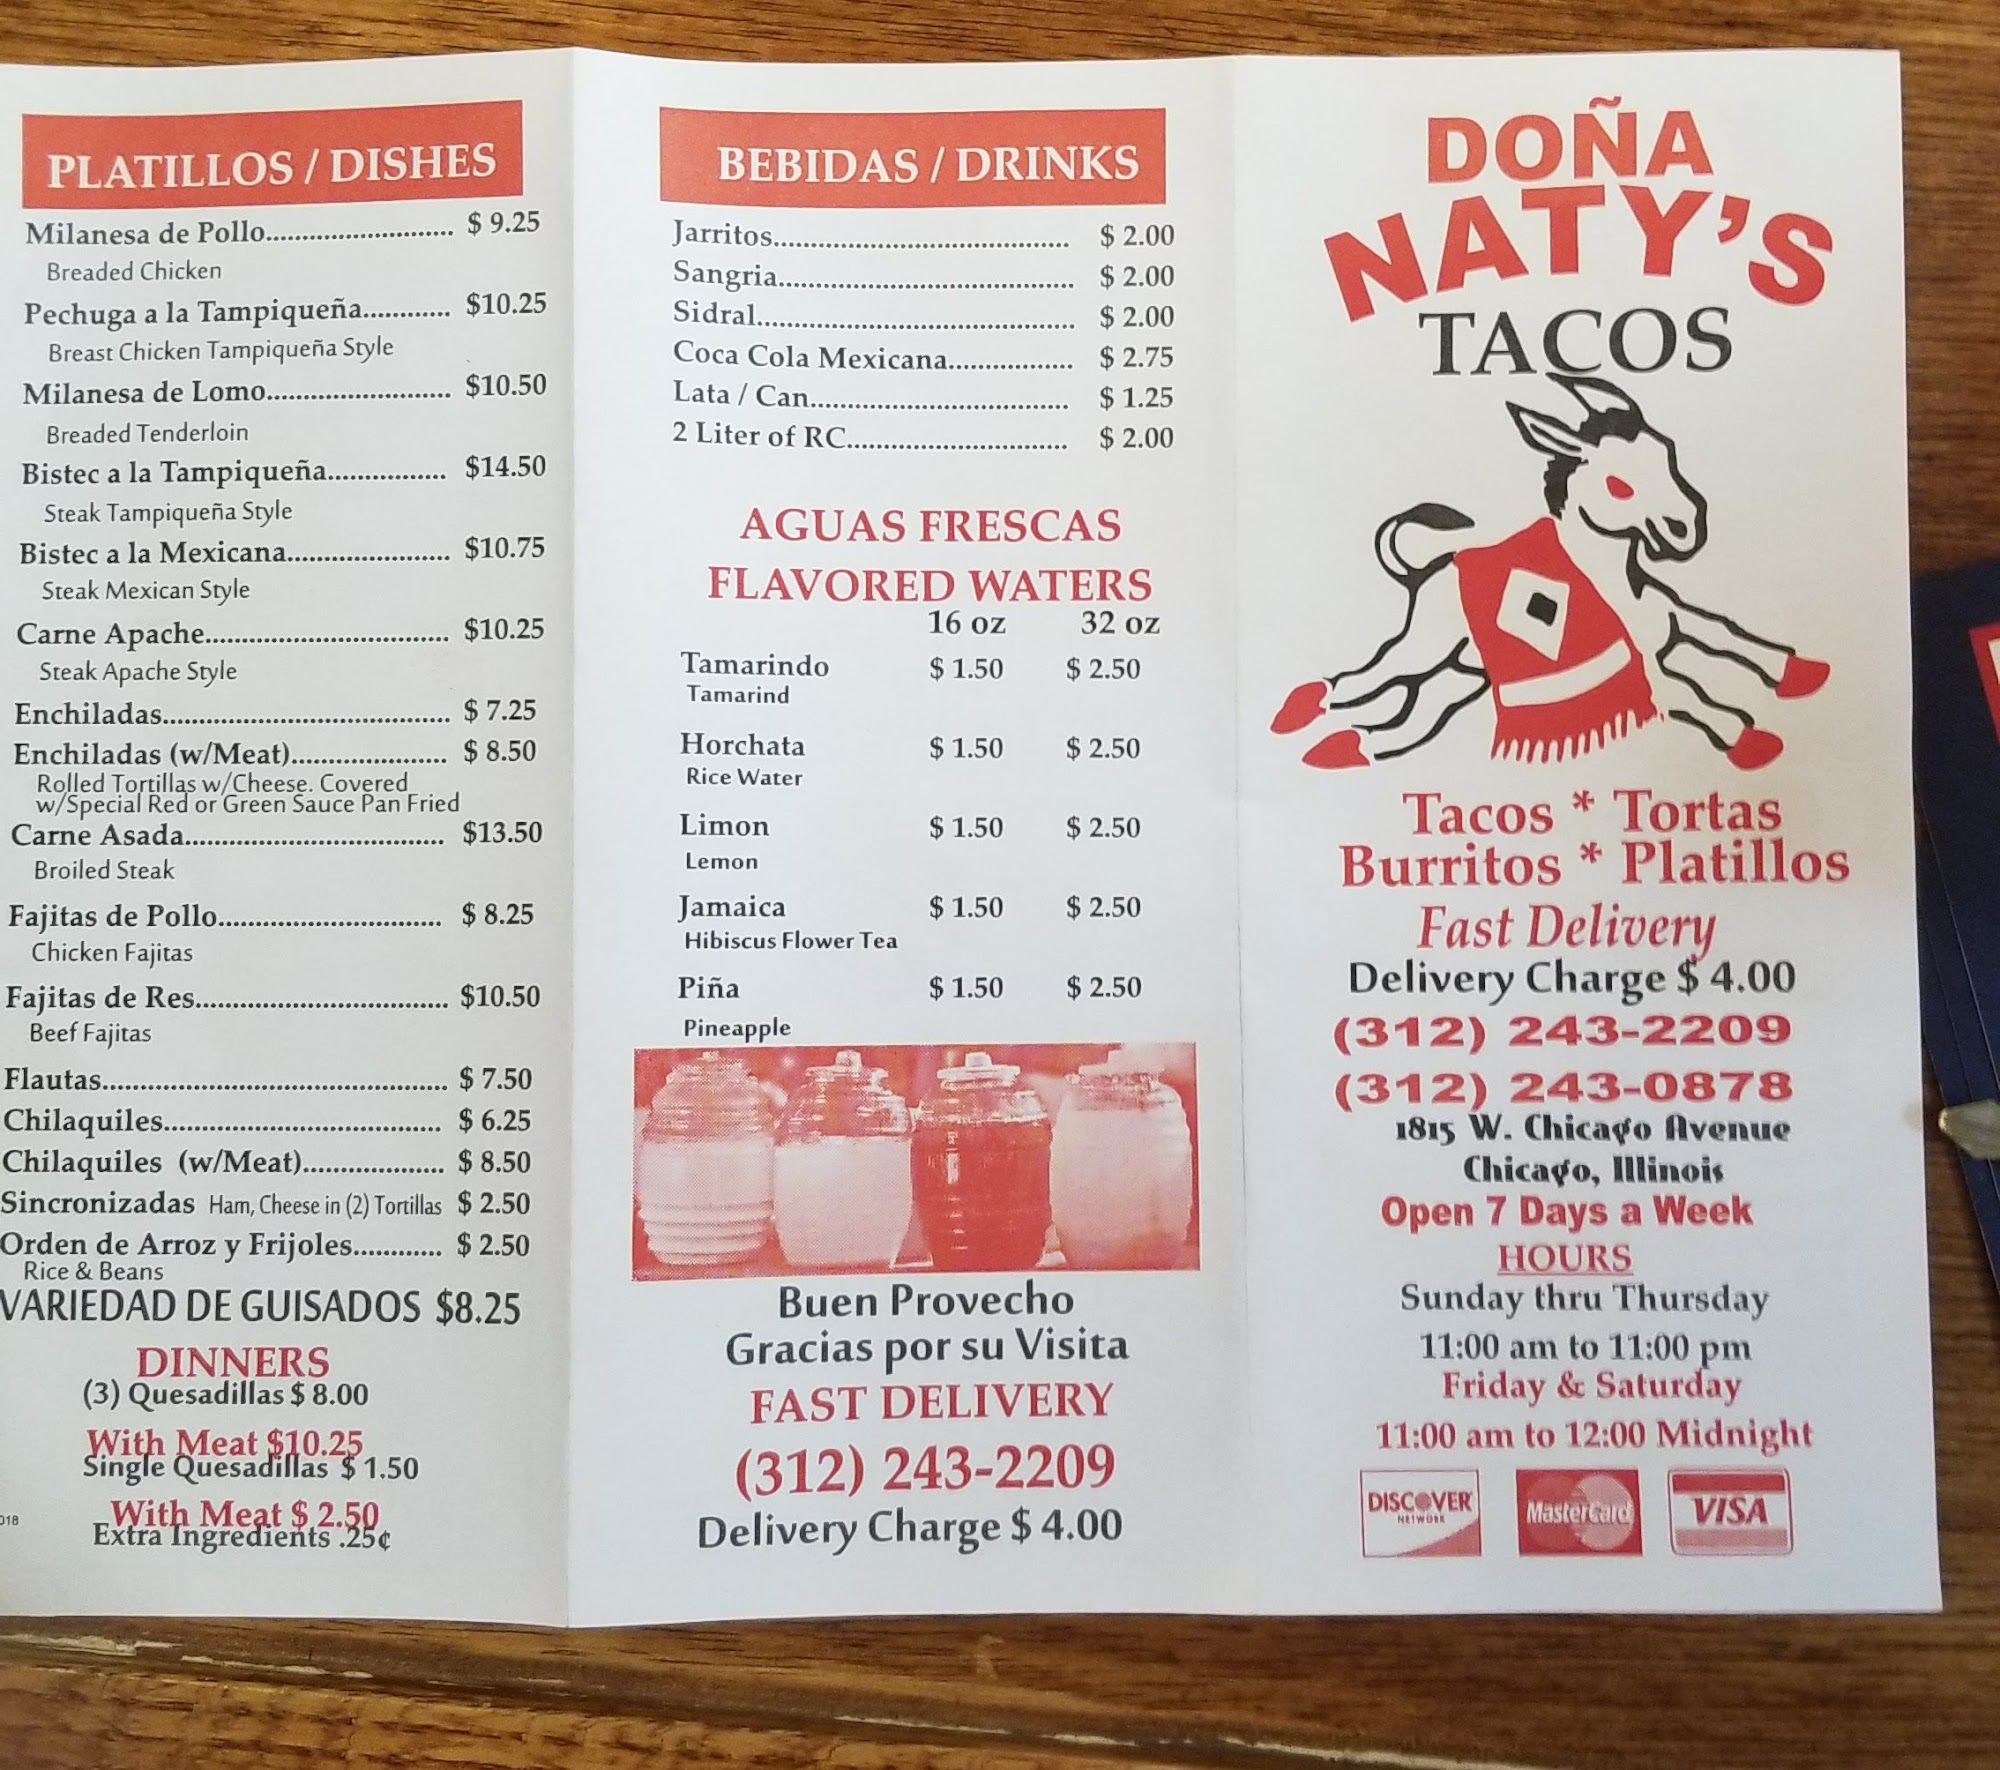 PLATILLOS / DISHES
Milanesa de Pollo.......................... $ 9.25
Breaded Chicken
Pechuga a la Tampiqueña............ $10.25
Breast Chicken Tampiqueña Style
Milanesa de Lomo......................... $10.50
Breaded Tenderloin
Bistec a la Tampiqueña................ $14.50
Steak Tampiqueña Style
Bistec a la Mexicana...................... $10.75
Steak Mexican Style
Carne Apache................................. $10.25
Steak Apache Style
Enchiladas....................................... $ 7.25
Enchiladas (w/Meat)..................... $ 8.50
Rolled Tortillas w/Cheese. Covered
w/Special Red or Green Sauce Pan Fried
Carne Asada................................... $13.50
Broiled Steak
Fajitas de Pollo.............................. $ 8.25
Chicken Fajitas
Fajitas de Res.................................. $10.50
Beef Fajitas
Flautas............................................... $ 7.50
Chilaquiles...................................... $ 6.25
Chilaquiles (w/Meat)................... $ 8.50
Sincronizadas Ham, Cheese in (2) Tortillas $ 2.50
Orden de Arroz y Frijoles............ $ 2.50
Rice & Beans
VARIEDAD DE GUISADOS $8.25
DINNERS
(3) Quesadillas $ 8.00
With Meat $10.25
Single Quesadillas $ 1.50
With Meat $ 2.50
Extra Ingredients .25¢
018
BEBIDAS / DRINKS
Jarritos......................................... $ 2.00
Sangria......................................... $ 2.00
Sidral............................................ $ 2.00
Coca Cola Mexicana................. $ 2.75
Lata / Can.................................... $ 1.25
2 Liter of RC.............................. $ 2.00
AGUAS FRESCAS
FLAVORED WATERS
16 oz 32 oz
Tamarindo $ 1.50 $ 2.50
Tamarind
Horchata $ 1.50 $ 2.50
Rice Water
Limon $ 1.50 $ 2.50
Lemon
Jamaica $ 1.50 $ 2.50
Hibiscus Flower Tea
Piña $ 1.50 $ 2.50
Pineapple
Buen Provecho
Gracias por su Visita
FAST DELIVERY
(312) 243-2209
Delivery Charge $ 4.00
DOÑA
NATY'S
TACOS
Tacos * Tortas
Burritos * Platillos
Fast Delivery
Delivery Charge $ 4.00
(312) 243-2209
(312) 243-0878
1815 W. Chicago Avenue
Chicago, Illinois
Open 7 Days a Week
HOURS
Sunday thru Thursday
11:00 am to 11:00 pm
Friday & Saturday
11:00 am to 12:00 Midnight
DISCOVER NETWORK MasterCard VISA